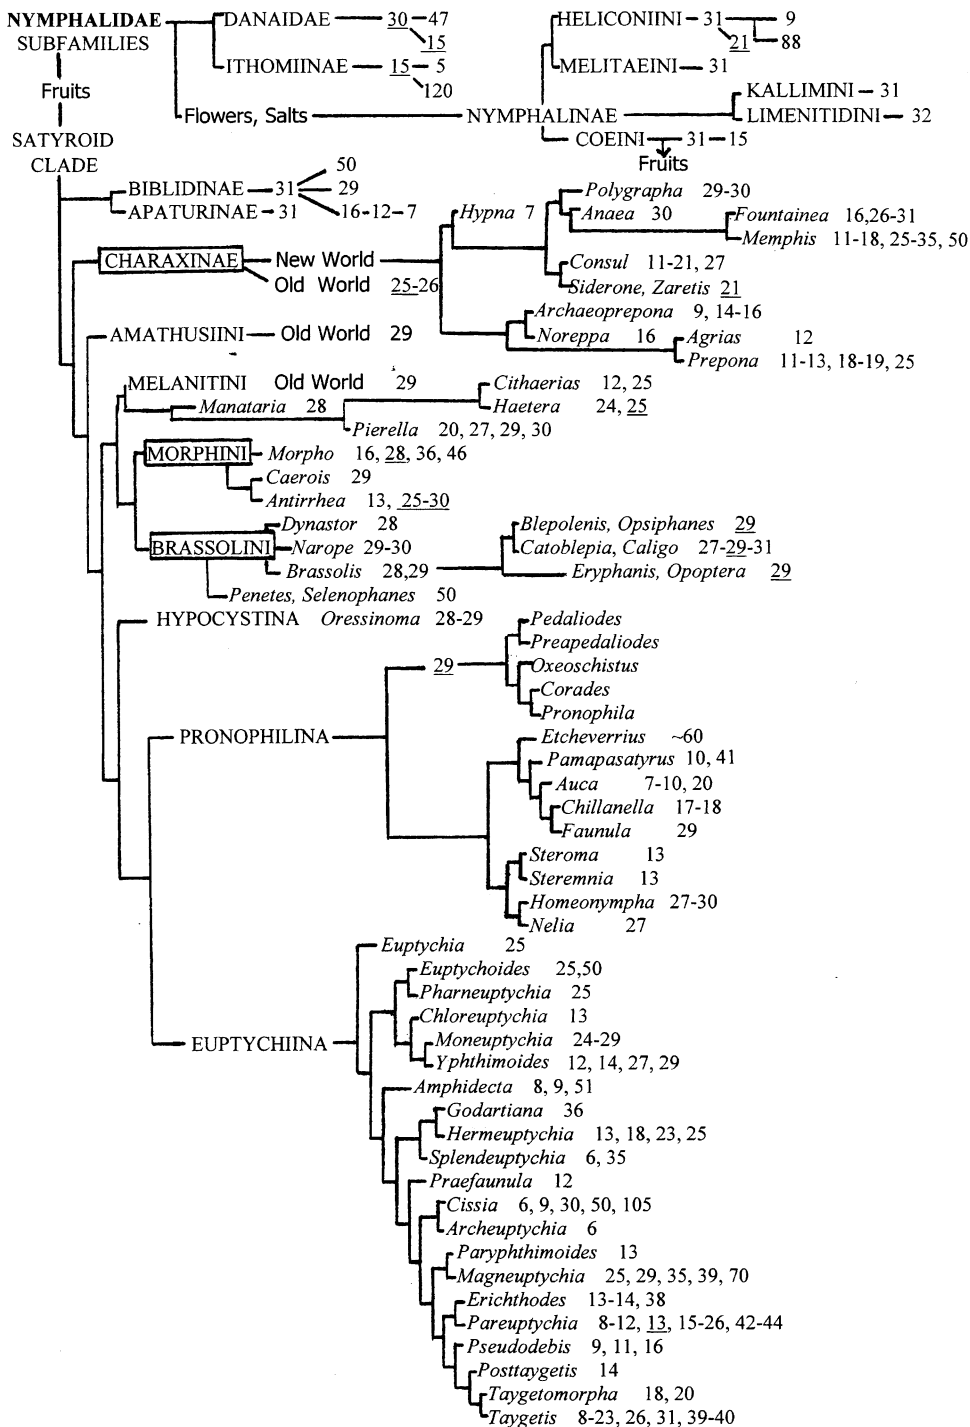 NYMPHALIDAE DANAIDAE 30 47 HELICONIINI 31 9
SUBFAMILIES 15 21 88
ITHOMIINAE 15 5 MELITAEINI 31
Fruits 120 KALLIMINI 31
Flowers, Salts NYMPHALINAE LIMENITIDINI 32
SATYROID COEINI 31 15
CLADE Fruits
50
BIBLIDINAE 31 29 Polygrapha 29-30
APATURINAE 31 16-12-7 Hypna 7 Anaea 30 Fountainea 16,26-31
Memphis 11-18, 25-35, 50
CHARAXINAE New World Consul 11-21, 27
Old World 25-26 Siderone, Zaretis 21
Archaeoprepona 9, 14-16
AMATHUSIINI Old World 29 Noreppa 16 Agrias 12
Prepona 11-13, 18-19, 25
MELANITINI Old World 29 Cithaerias 12, 25
Manataria 28 Haetera 24, 25
Pierella 20, 27, 29, 30
MORPHINI Morpho 16, 28, 36, 46
Caerois 29
Antirrhea 13, 25-30
Dynastor 28 Blepolenis, Opsiphanes 29
BRASSOLINI Narope 29-30 Catoblepia, Caligo 27-29-31
Brassolis 28,29 Eryphanis, Opoptera 29
Penetes, Selenophanes 50
HYPOCYSTINA Oressinoma 28-29 Pedaliodes
Preapedaliodes
29 Oxeoschistus
Corades
Pronophila
PRONOPHILINA Etcheverrius ~60
Pamapasatyrus 10, 41
Auca 7-10, 20
Chillanella 17-18
Faunula 29
Steroma 13
Steremnia 13
Homeonympha 27-30
Nelia 27
Euptychia 25
Euptychoides 25,50
Pharneuptychia 25
Chloreuptychia 13
EUPTYCHIINA Moneuptychia 24-29
Yphthimoides 12, 14, 27, 29
Amphidecta 8, 9, 51
Godartiana 36
Hermeuptychia 13, 18, 23, 25
Splendeuptychia 6, 35
Praefaunula 12
Cissia 6, 9, 30, 50, 105
Archeuptychia 6
Paryphthimoides 13
Magneuptychia 25, 29, 35, 39, 70
Erichthodes 13-14, 38
Pareuptychia 8-12, 13, 15-26, 42-44
Pseudodebis 9, 11, 16
Posttaygetis 14
Taygetomorpha 18, 20
Taygetis 8-23, 26, 31, 39-40